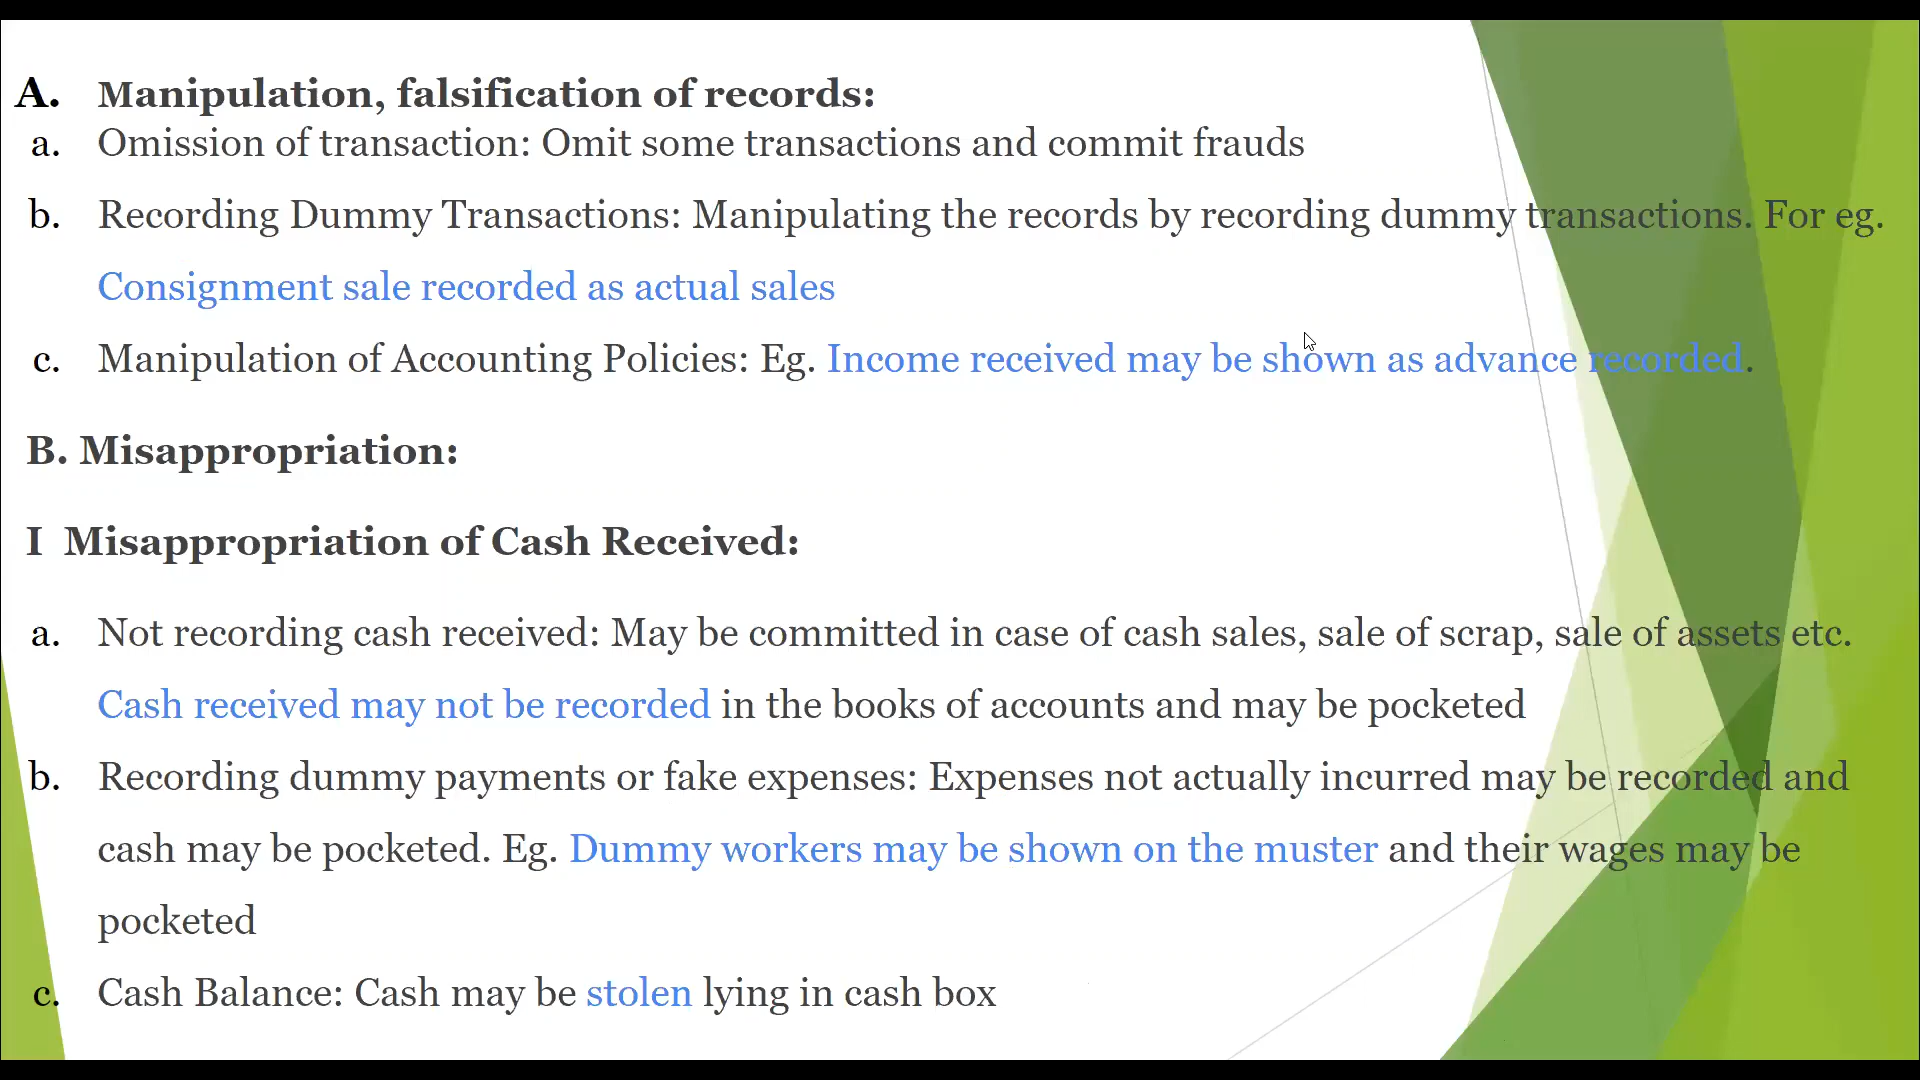 A. Manipulation, falsification of records:
a. Omission of transaction: Omit some transactions and commit frauds
b. Recording Dummy Transactions: Manipulating the records by recording dummy transactions. For eg.
Consignment sale recorded as actual sales
c. Manipulation of Accounting Policies: Eg. Income received may be shown as advance recorded.
B. Misappropriation:
I Misappropriation of Cash Received:
a. Not recording cash received: May be committed in case of cash sales, sale of scrap, sale of assets etc.
Cash received may not be recorded in the books of accounts and may be pocketed
b. Recording dummy payments or fake expenses: Expenses not actually incurred may be recorded and
cash may be pocketed. Eg. Dummy workers may be shown on the muster and their wages may be
pocketed
c. Cash Balance: Cash may be stolen lying in cash box